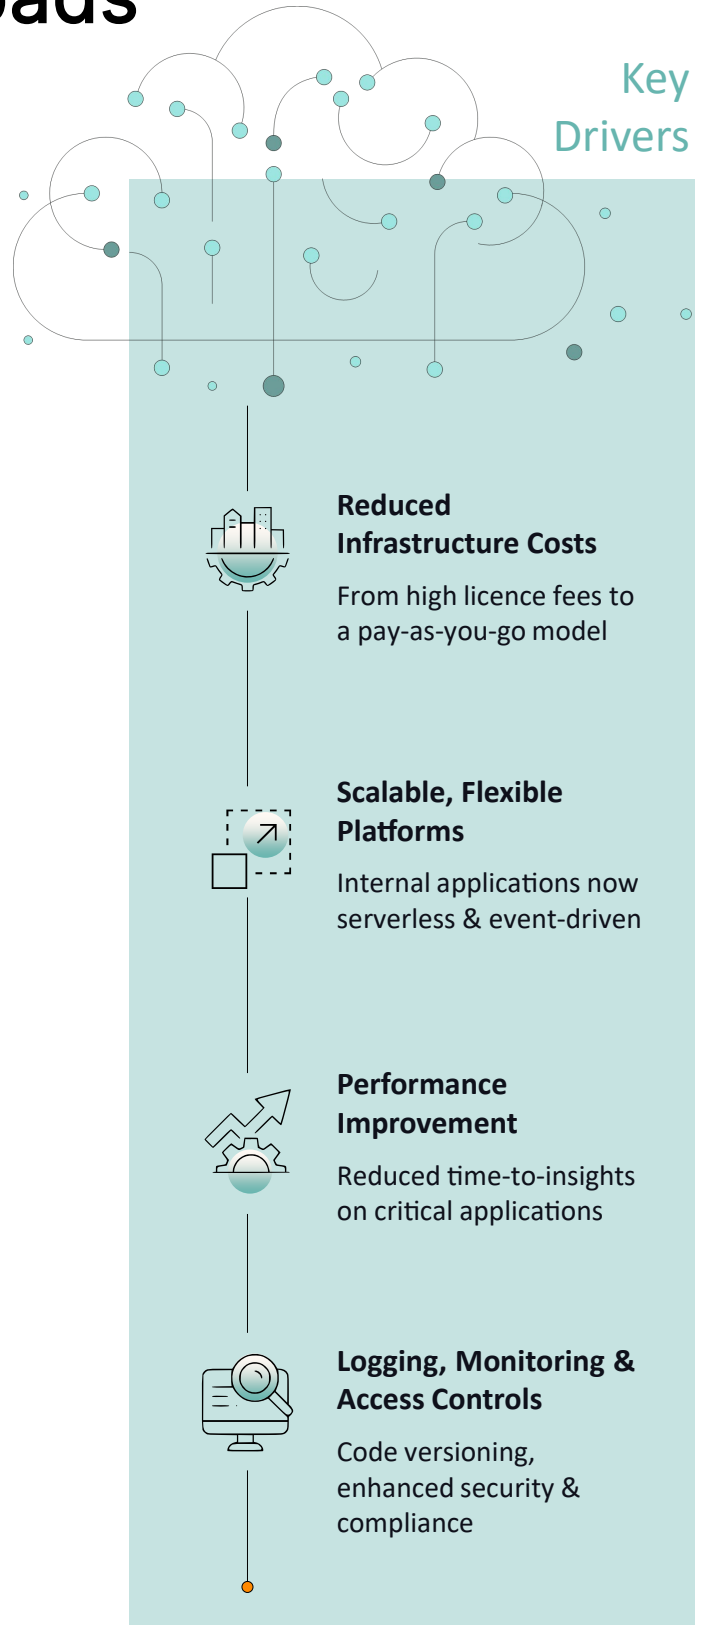 Key
Drivers
Reduced
Infrastructure Costs
From high licence fees to
a pay-as-you-go model
Scalable, Flexible
Platforms
Internal applications now
serverless & event-driven
Performance
Improvement
Reduced time-to-insights
on critical applications
Logging, Monitoring &
Access Controls
Code versioning,
enhanced security &
compliance